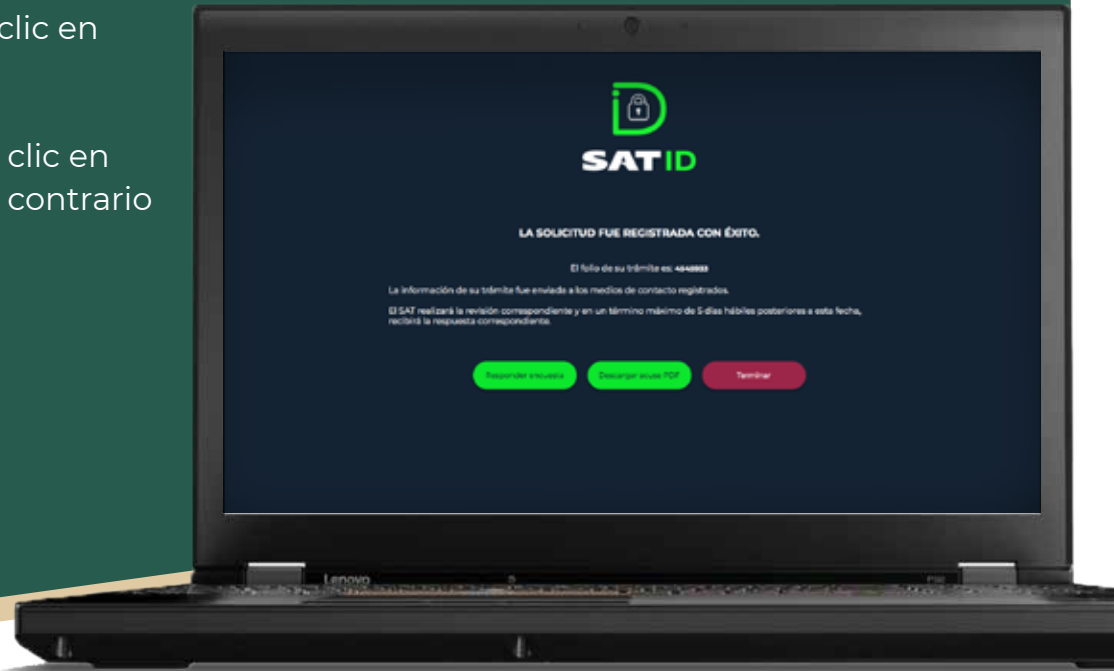 clic en
clic en
contrario
SAT ID
LA SOLICITUD FUE REGISTRADA CON ÉXITO.
El folio de su trámite es:
La información de su trámite fue enviada a los medios de contacto registrados.
El SAT realizará la revisión correspondiente y en un término máximo de 5 días hábiles posteriores a esta fecha,
recibirá la respuesta correspondiente.
Responder encuesta
Descargar acuse PDF
Terminar
Lenovo